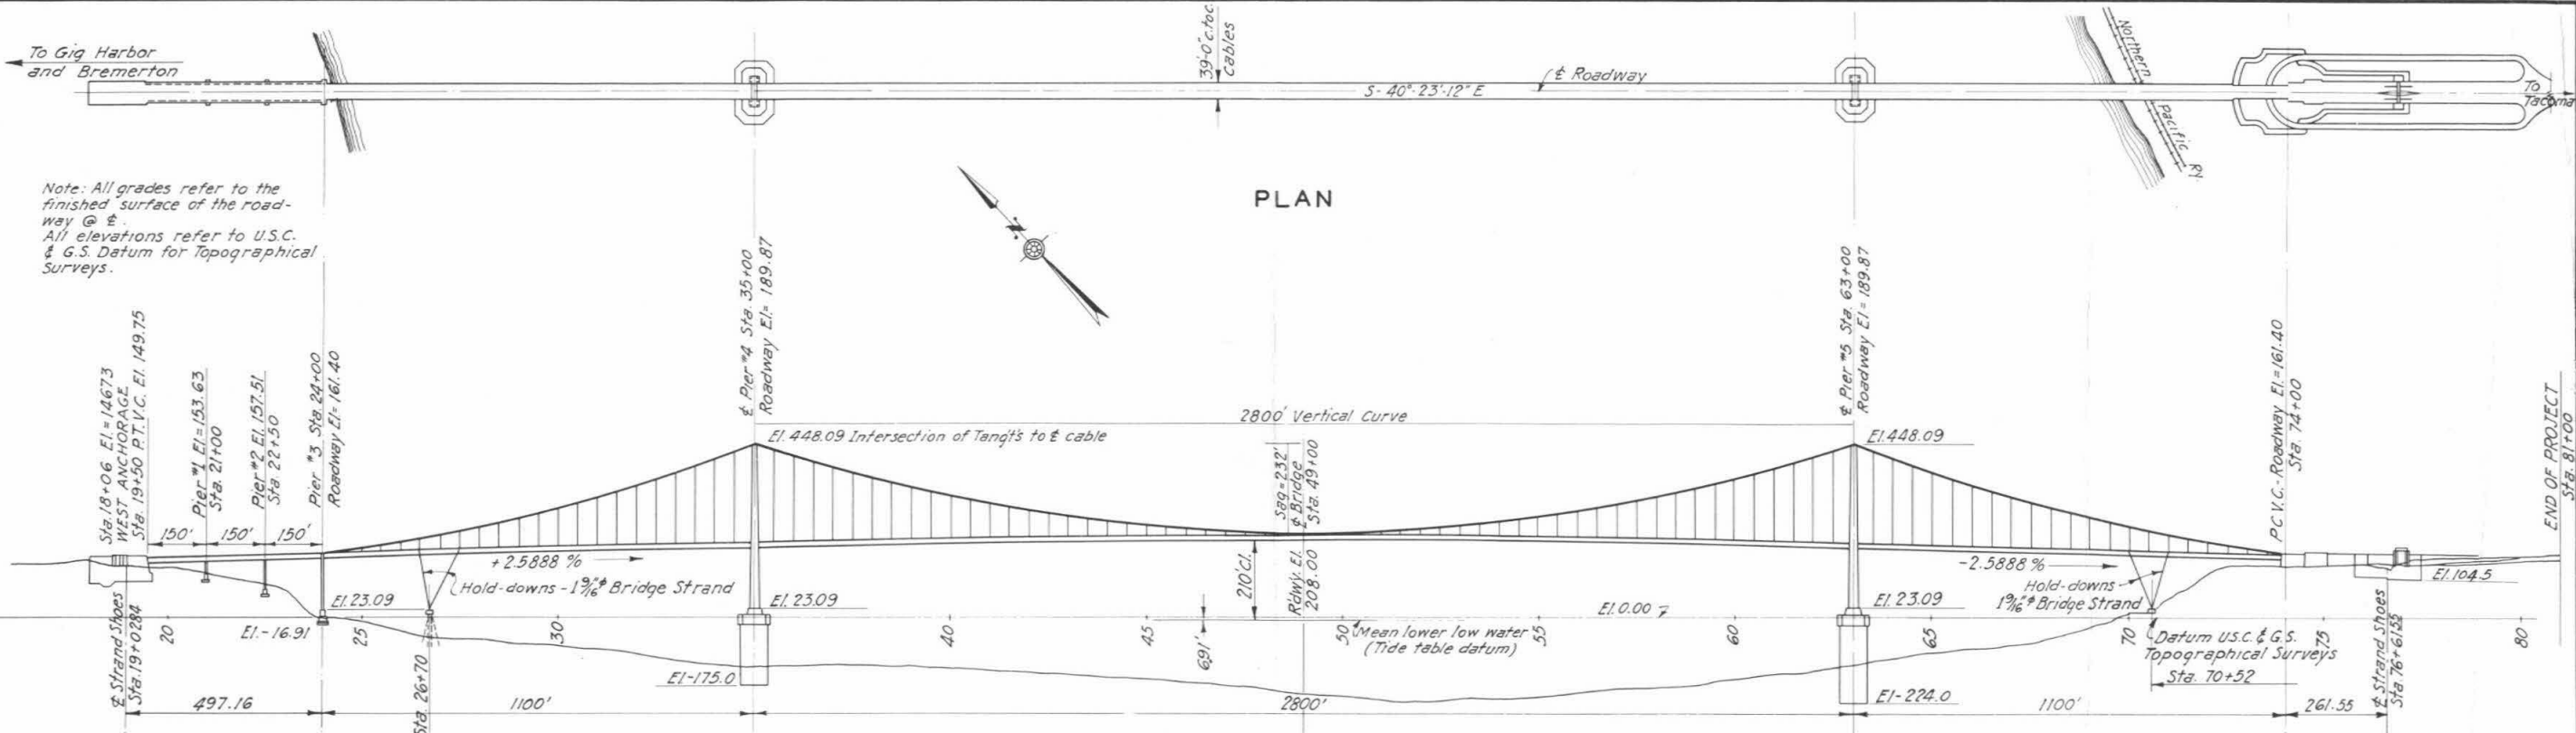 To Gig Harbor
and Bremerton
39'-0" c. to c.
Cables
℄ Roadway
S-40°-23'-12" E
Northern
Pacific Ry.
To
Tacoma
Note: All grades refer to the
finished surface of the road-
way @ ℄.
All elevations refer to U.S.C.
& G.S. Datum for Topographical
Surveys.
N
PLAN
Sta. 18+06 El = 146.73
WEST ANCHORAGE
Sta. 19+50 P.T.V.C. El. 149.75
Pier #1 El = 153.63
Sta. 21+00
Pier #2 El. 157.51
Sta. 22+50
Pier #3 Sta. 24+00
Roadway El = 161.40
℄ Pier #4 Sta. 35+00
Roadway El = 189.87
℄ Pier #5 Sta. 63+00
Roadway El = 189.87
P.C.V.C.-Roadway El = 161.40
Sta. 74+00
END OF PROJECT
Sta. 81+00
2800' Vertical Curve
El. 448.09 Intersection of Tang'ts to ℄ cable
El. 448.09
Sag = 232'
℄ Bridge
Sta. 49+00
Rdwy. El.
208.00
210' Cl.
150'
150'
150'
+2.5888 %
-2.5888 %
Hold-downs - 1 9/16" ϕ Bridge Strand
Hold-downs
1 9/16" ϕ Bridge Strand
El. 104.5
El. 23.09
El. 23.09
El. 0.00
El. 23.09
El. -16.91
20
25
30
40
45
50
55
60
65
70
75
80
6.91'
Mean lower low water
(Tide table datum)
Datum U.S.C. & G.S.
Topographical Surveys
Sta. 70+52
℄ Strand Shoes
Sta. 19+02.84
Sta. 26+70
El -175.0
El -224.0
℄ Strand Shoes
Sta. 76+61.55
497.16
1100'
2800'
1100'
261.55